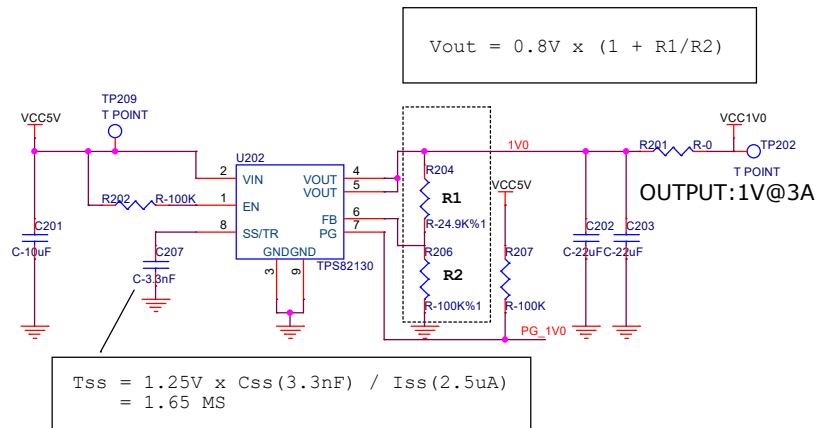 Vout = 0.8V x (1 + R1/R2)
TP209
T POINT
VCC5V
VCC1V0
U202
1V0
R201
R-0
TP202
T POINT
2
VIN
VOUT
4
VOUT
5
R204
R1
VCC5V
OUTPUT:1V@3A
R202
R-100K
1
EN
FB
6
R-24.9K%1
C201
C-10uF
8
SS/TR
PG
7
R206
R207
C202
C203
C-22uF
C-22uF
C207
C-3.3nF
GND
GND
TPS82130
R2
3
9
R-100K%1
R-100K
PG_1V0
Tss = 1.25V x Css(3.3nF) / Iss(2.5uA)
= 1.65 MS